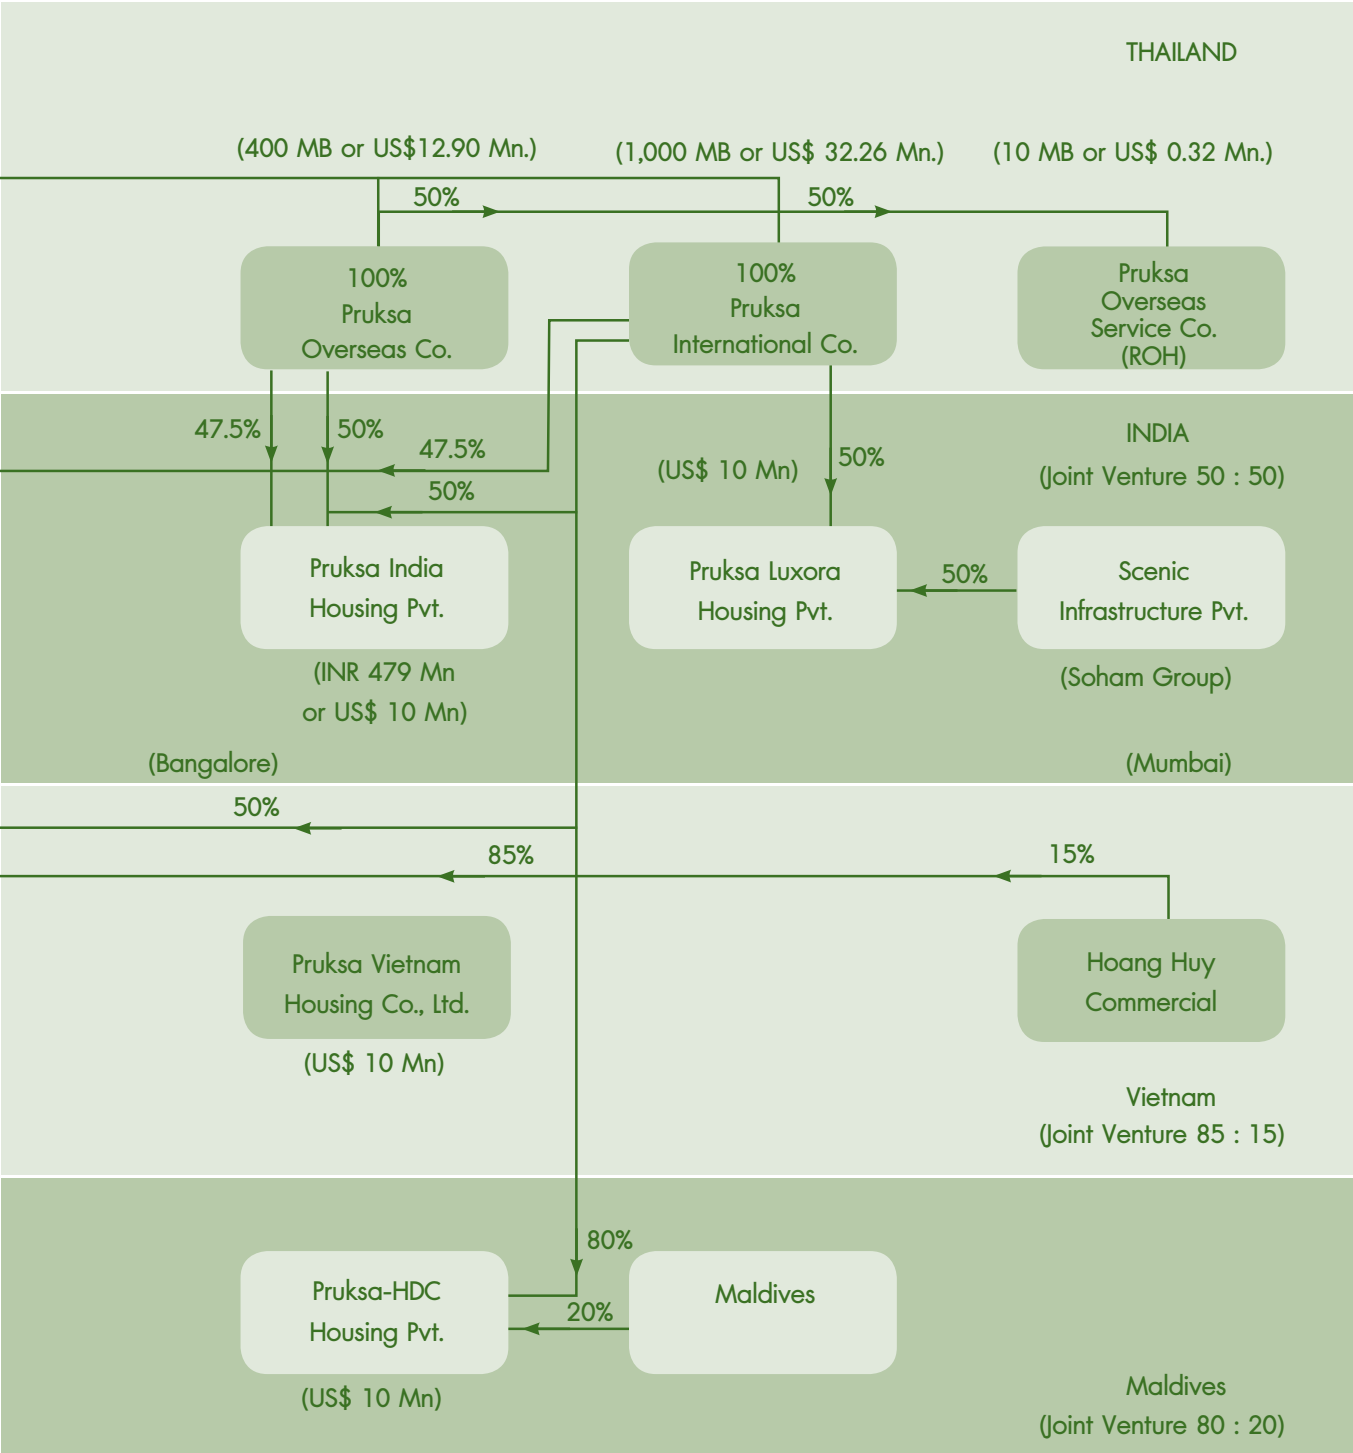 THAILAND
(400 MB or US$12.90 Mn.)
(1,000 MB or US$ 32.26 Mn.)
(10 MB or US$ 0.32 Mn.)
50%
50%
100%
Pruksa
Overseas Co.
100%
Pruksa
International Co.
Pruksa
Overseas
Service Co.
(ROH)
47.5%
50%
47.5%
50%
(US$ 10 Mn)
50%
INDIA
(Joint Venture 50 : 50)
Pruksa India
Housing Pvt.
Pruksa Luxora
Housing Pvt.
50%
Scenic
Infrastructure Pvt.
(INR 479 Mn
or US$ 10 Mn)
(Soham Group)
(Bangalore)
(Mumbai)
50%
85%
15%
Pruksa Vietnam
Housing Co., Ltd.
Hoang Huy
Commercial
(US$ 10 Mn)
Vietnam
(Joint Venture 85 : 15)
80%
Pruksa-HDC
Housing Pvt.
20%
Maldives
(US$ 10 Mn)
Maldives
(Joint Venture 80 : 20)